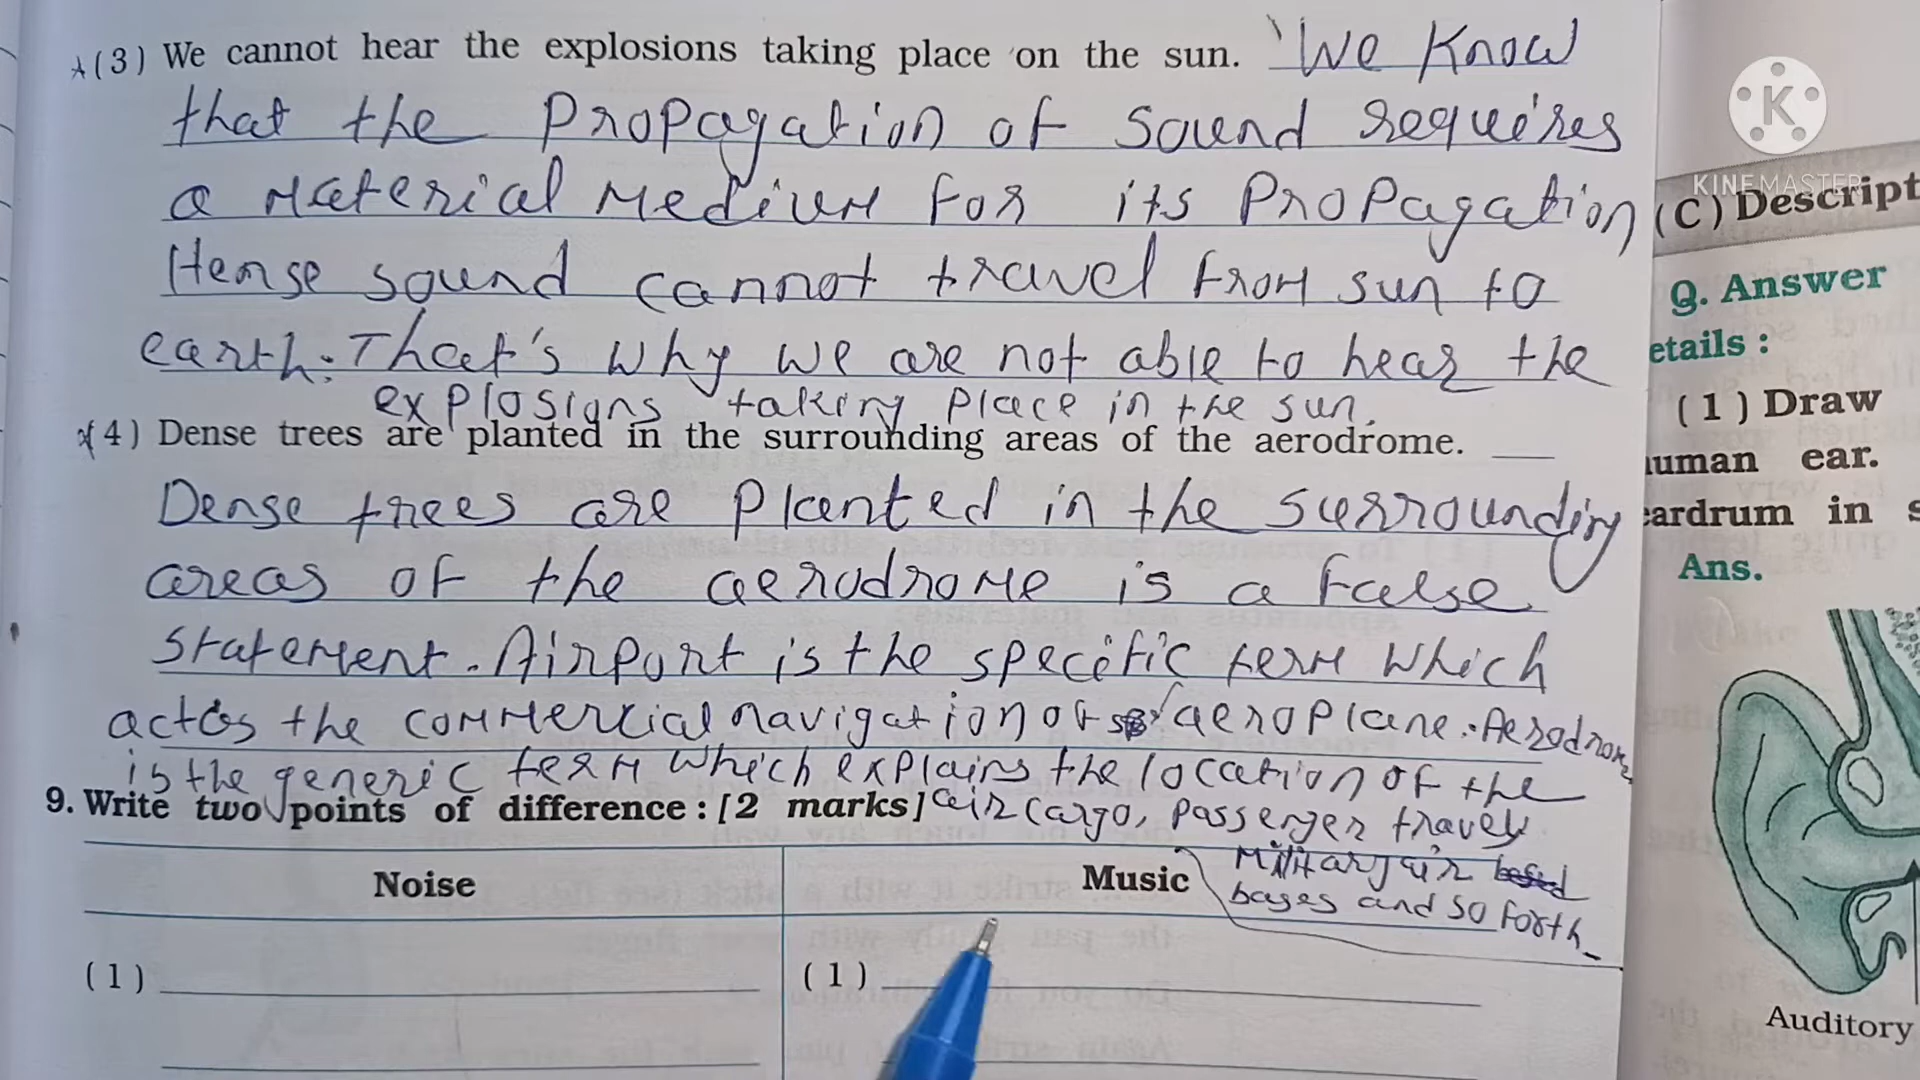 (3) We cannot hear the explosions taking place on the sun. We Know
that the Propagation of sound requires
a Material Medium for its Propagation
Hense sound cannot travel from sun to
earth. That's why we are not able to hear the
explosions taking place in the sun.
(4) Dense trees are planted in the surrounding areas of the aerodrome.
Dense trees are planted in the surrounding
areas of the aerodrome is a false
statement. Airport is the specific term which
the commercial navigation of aeroplane. Aerodrome
is the generic term which explains the location of the
air cargo, passenger travel
9. Write two points of difference : [2 marks]
Military air
bases and so forth
Noise
Music
(1)
(1)
K
KINEMASTER
(C) Descript
Q. Answer
etails :
(1) Draw
uman ear.
eardrum in s
Ans.
Auditory